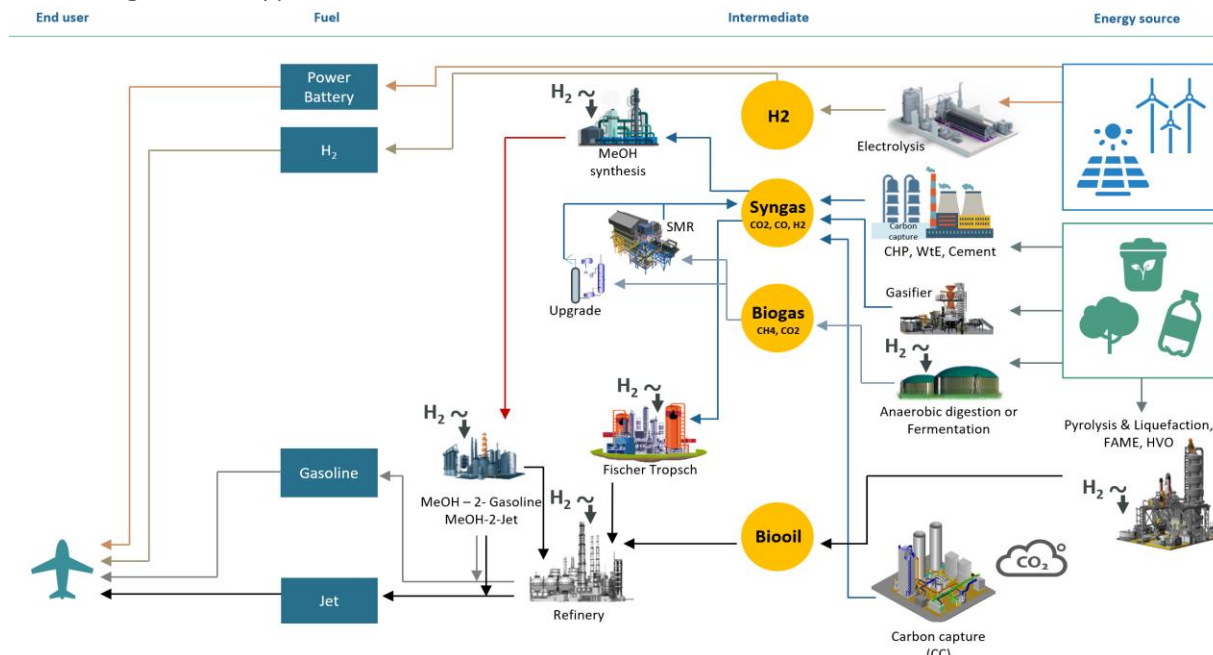 End user
Fuel
Intermediate
Energy source
Power
Battery
H₂
H₂ ~
MeOH
synthesis
H2
Electrolysis
Syngas
CO2, CO, H2
SMR
Carbon
capture
CHP, WtE, Cement
Upgrade
Biogas
CH4, CO2
Gasifier
H₂ ~
Anaerobic digestion or
Fermentation
Pyrolysis & Liquefaction,
FAME, HVO
H₂ ~
H₂ ~
Fischer Tropsch
Gasoline
MeOH – 2- Gasoline
MeOH-2-Jet
H₂ ~
H₂ ~
Biooil
CO₂
Jet
Refinery
Carbon capture
(CC)